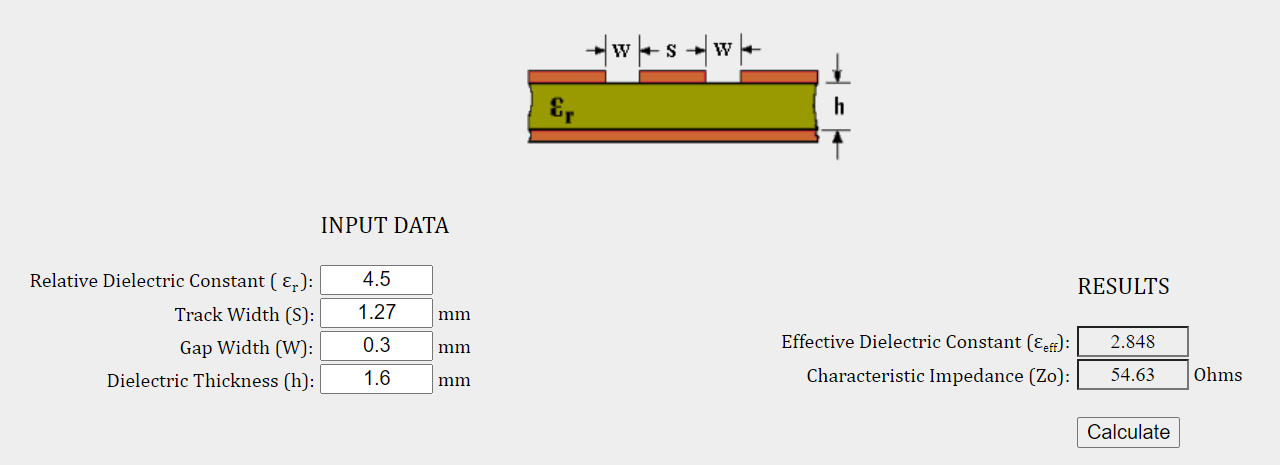 W S W
εr h
INPUT DATA
Relative Dielectric Constant ( εr): 4.5
Track Width (S): 1.27 mm
Gap Width (W): 0.3 mm
Dielectric Thickness (h): 1.6 mm
RESULTS
Effective Dielectric Constant (εeff): 2.848
Characteristic Impedance (Zo): 54.63 Ohms
Calculate